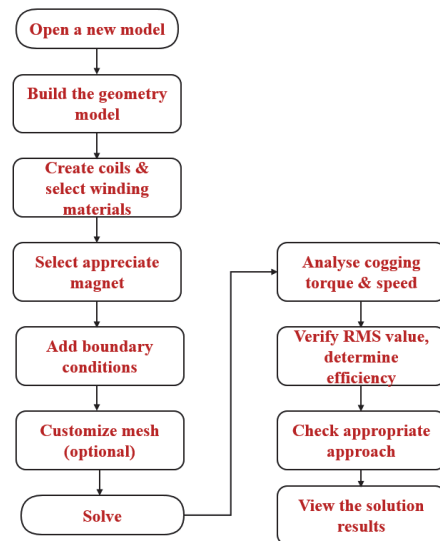 Open a new model
Build the geometry
model
Create coils &
select winding
materials
Select appreciate
magnet
Add boundary
conditions
Customize mesh
(optional)
Solve
Analyse cogging
torque & speed
Verify RMS value,
determine
efficiency
Check appropriate
approach
View the solution
results